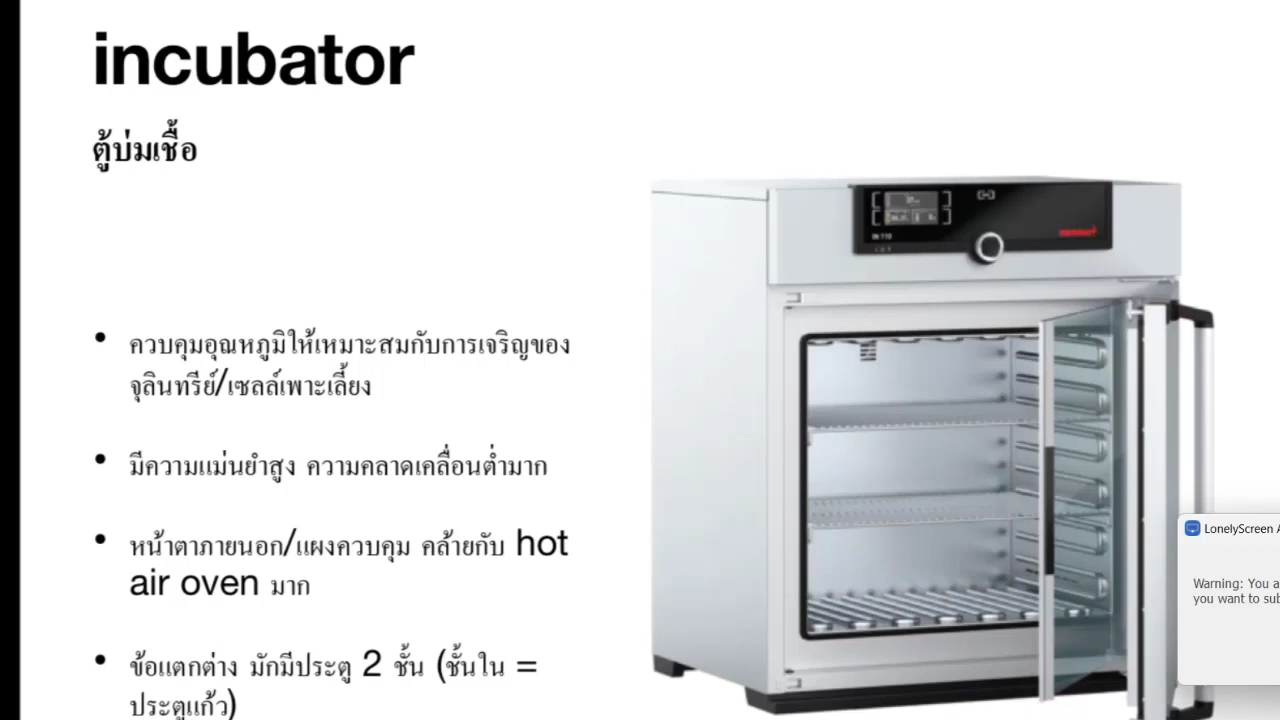 incubator
ตู้บ่มเชื้อ
• ควบคุมอุณหภูมิให้เหมาะสมกับการเจริญของ
จุลินทรีย์/เซลล์เพาะเลี้ยง
• มีความแม่นยำสูง ความคลาดเคลื่อนต่ำมาก
• หน้าตาภายนอก/แผงควบคุม คล้ายกับ hot
air oven มาก
• ข้อแตกต่าง มักมีประตู 2 ชั้น (ชั้นใน =
ประตูแก้ว)
IN 110
memmert
LonelyScreen
Warning: You a
you want to sub